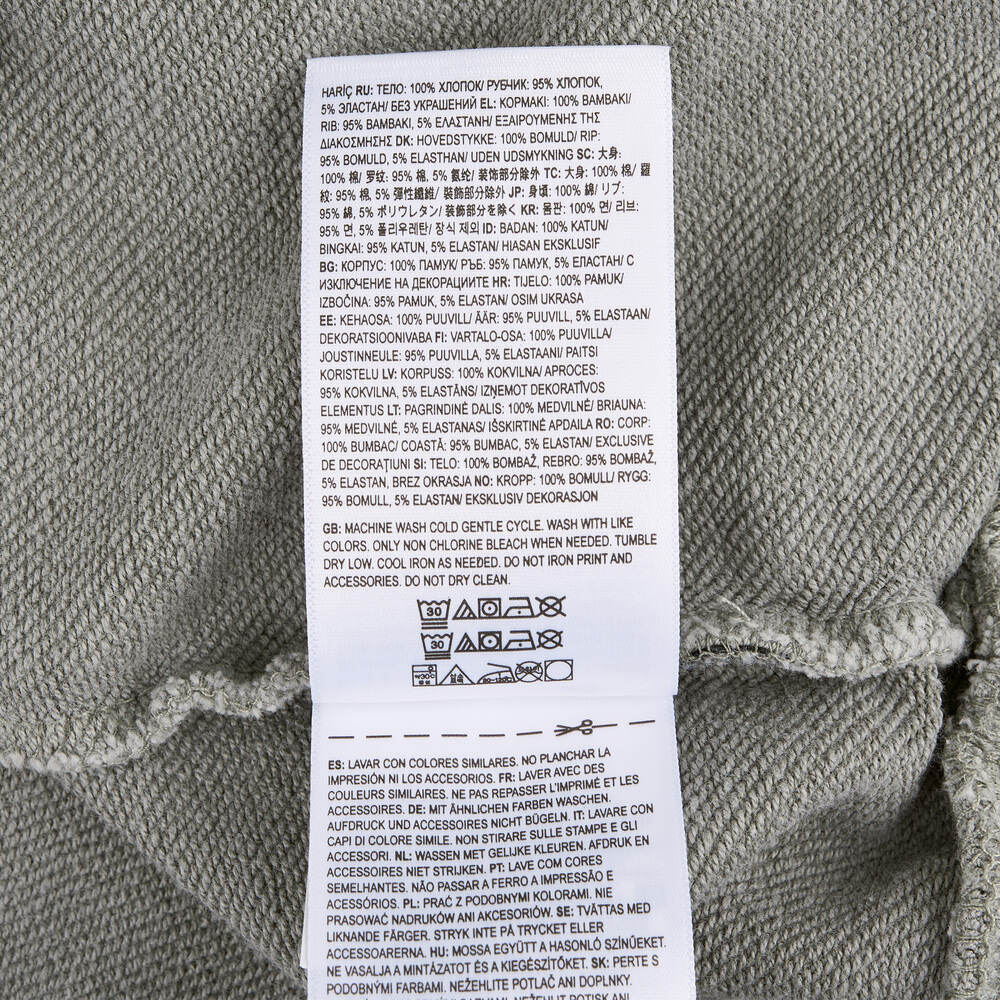 HARİÇ RU: ТЕЛО: 100% ХЛОПОК/ РУБЧИК: 95% ХЛОПОК,
5% ЭЛАСТАН/ БЕЗ УКРАШЕНИЙ EL: ΚΟΡΜΑΚΙ: 100% ΒΑΜΒΑΚΙ/
RIB: 95% ΒΑΜΒΑΚΙ, 5% ΕΛΑΣΤΑΝΗ/ ΕΞΑΙΡΟΥΜΕΝΗΣ ΤΗΣ
ΔΙΑΚΟΣΜΗΣΗΣ DK: HOVEDSTYKKE: 100% BOMULD/ RIP:
95% BOMULD, 5% ELASTHAN/ UDEN UDSMYKNING SC: 大身:
100% 棉/ 罗纹: 95% 棉, 5% 氨纶/ 装饰部分除外 TC: 大身: 100% 棉/ 羅
紋: 95% 棉, 5% 彈性纖維/ 裝飾部分除外 JP: 身頃: 100% 綿/ リブ:
95% 綿, 5% ポリウレタン/ 装飾部分を除く KR: 몸판: 100% 면/ 리브:
95% 면, 5% 폴리우레탄/ 장식 제외 ID: BADAN: 100% KATUN/
BINGKAI: 95% KATUN, 5% ELASTAN/ HIASAN EKSKLUSIF
BG: КОРПУС: 100% ПАМУК/ РЪБ: 95% ПАМУК, 5% ЕЛАСТАН/ С
ИЗКЛЮЧЕНИЕ НА ДЕКОРАЦИИТЕ HR: TIJELO: 100% PAMUK/
IZBOČINA: 95% PAMUK, 5% ELASTAN/ OSIM UKRASA
EE: KEHAOSA: 100% PUUVILL/ ÄÄR: 95% PUUVILL, 5% ELASTAAN/
DEKORATSIOONIVABA FI: VARTALO-OSA: 100% PUUVILLA/
JOUSTINNEULE: 95% PUUVILLA, 5% ELASTAANI/ PAITSI
KORISTELU LV: KORPUSS: 100% KOKVILNA/ APROCES:
95% KOKVILNA, 5% ELASTĀNS/ IZŅEMOT DEKORATĪVOS
ELEMENTUS LT: PAGRINDINĖ DALIS: 100% MEDVILNĖ/ BRIAUNA:
95% MEDVILNĖ, 5% ELASTANAS/ IŠSKIRTINĖ APDAILA RO: CORP:
100% BUMBAC/ COASTĂ: 95% BUMBAC, 5% ELASTAN/ EXCLUSIVE
DE DECORAȚIUNI SI: TELO: 100% BOMBAŽ, REBRO: 95% BOMBAŽ,
5% ELASTAN, BREZ OKRASJA NO: KROPP: 100% BOMULL/ RYGG:
95% BOMULL, 5% ELASTAN/ EKSKLUSIV DEKORASJON
GB: MACHINE WASH COLD GENTLE CYCLE. WASH WITH LIKE
COLORS. ONLY NON CHLORINE BLEACH WHEN NEEDED. TUMBLE
DRY LOW. COOL IRON AS NEEDED. DO NOT IRON PRINT AND
ACCESSORIES. DO NOT DRY CLEAN.
30
30
ES: LAVAR CON COLORES SIMILARES. NO PLANCHAR LA
IMPRESIÓN NI LOS ACCESORIOS. FR: LAVER AVEC DES
COULEURS SIMILAIRES. NE PAS REPASSER L'IMPRIMÉ ET LES
ACCESSOIRES. DE: MIT ÄHNLICHEN FARBEN WASCHEN.
AUFDRUCK UND ACCESSOIRES NICHT BÜGELN. IT: LAVARE CON
CAPI DI COLORE SIMILE. NON STIRARE SULLE STAMPE E GLI
ACCESSORI. NL: WASSEN MET GELIJKE KLEUREN. AFDRUK EN
ACCESSOIRES NIET STRIJKEN. PT: LAVE COM CORES
SEMELHANTES. NÃO PASSAR A FERRO A IMPRESSÃO E
ACESSÓRIOS. PL: PRAĆ Z PODOBNYMI KOLORAMI. NIE
PRASOWAĆ NADRUKÓW ANI AKCESORIÓW. SE: TVÄTTAS MED
LIKNANDE FÄRGER. STRYK INTE PÅ TRYCKET ELLER
ACCESSOARERNA. HU: MOSSA EGYÜTT A HASONLÓ SZÍNŰEKET.
NE VASALJA A MINTÁZATOT ÉS A KIEGÉSZÍTŐKET. SK: PERTE S
PODOBNÝMI FARBAMI. NEŽEHLITE POTLAČ ANI DOPLNKY.